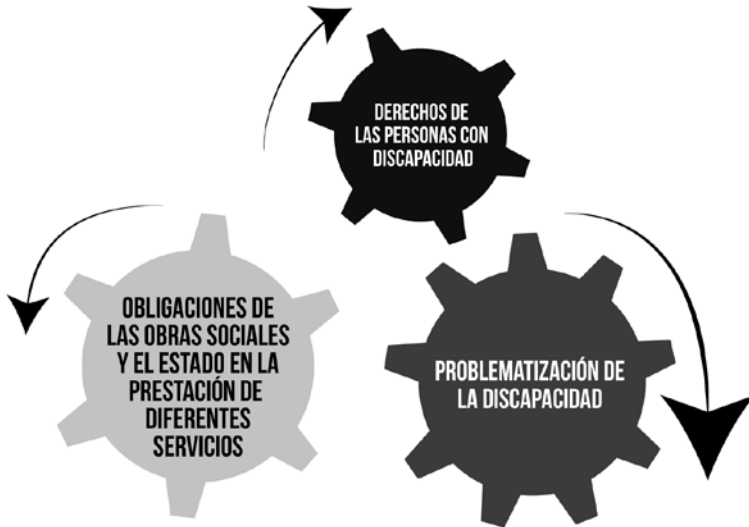 DERECHOS DE
LAS PERSONAS CON
DISCAPACIDAD
OBLIGACIONES DE
LAS OBRAS SOCIALES
Y EL ESTADO EN LA
PRESTACIÓN DE
DIFERENTES
SERVICIOS
PROBLEMATIZACIÓN DE
LA DISCAPACIDAD